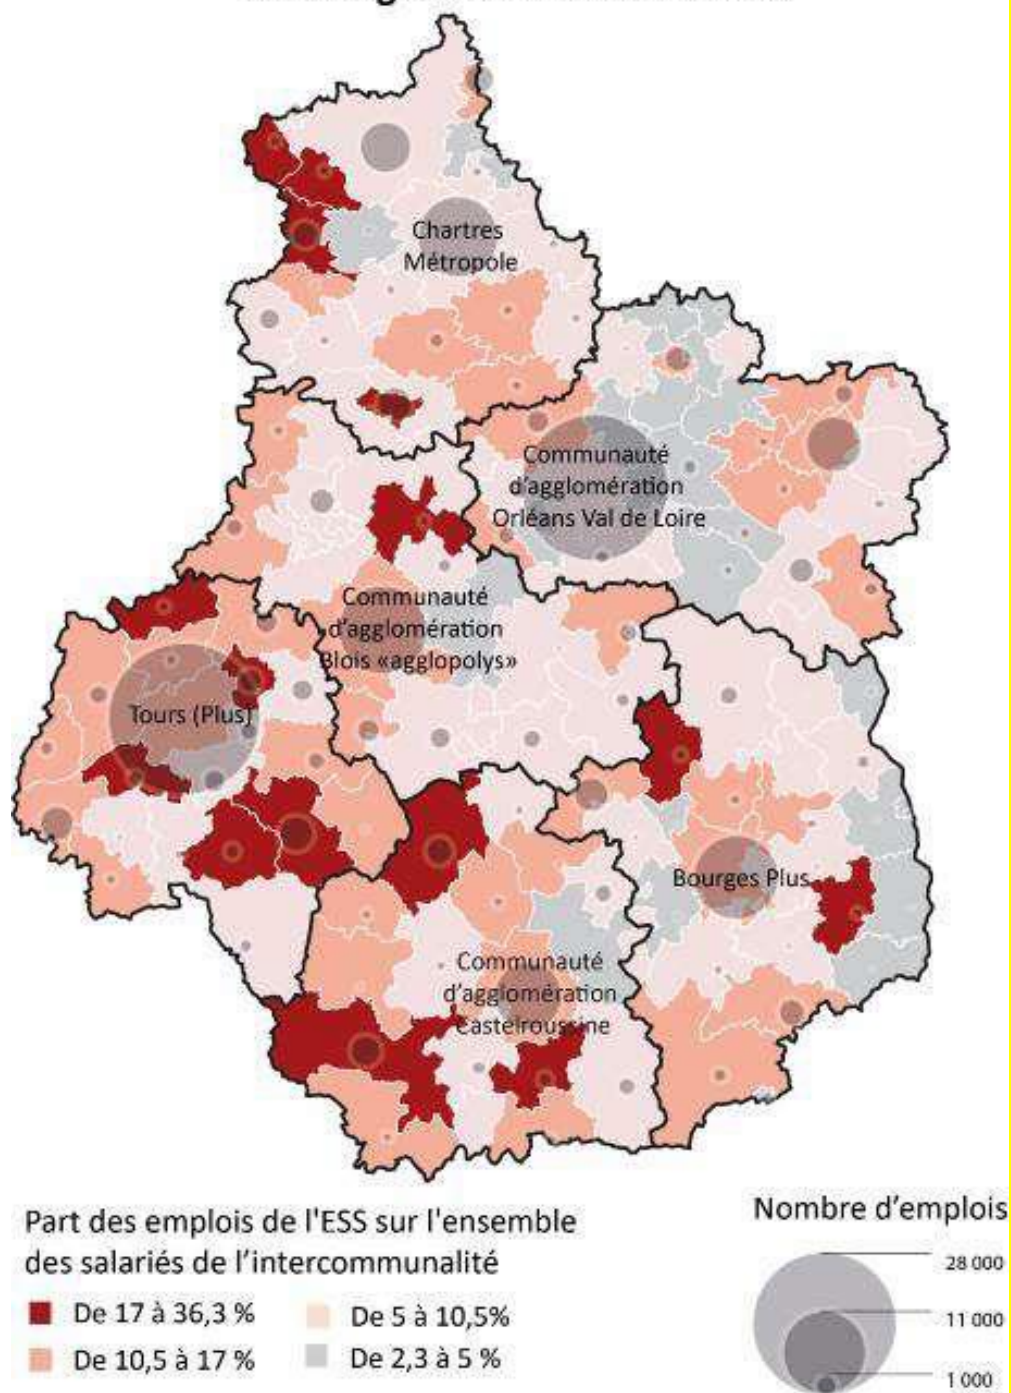 Chartres
Métropole
Communauté
d'agglomération
Orléans Val de Loire
Communauté
d'agglomération
Blois «agglopolys»
Tours (Plus)
Bourges Plus
Communauté
d'agglomération
Castelroussine
Part des emplois de l'ESS sur l'ensemble
des salariés de l'intercommunalité
De 17 à 36,3 %
De 10,5 à 17 %
De 5 à 10,5%
De 2,3 à 5 %
Nombre d'emplois
28 000
11 000
1 000